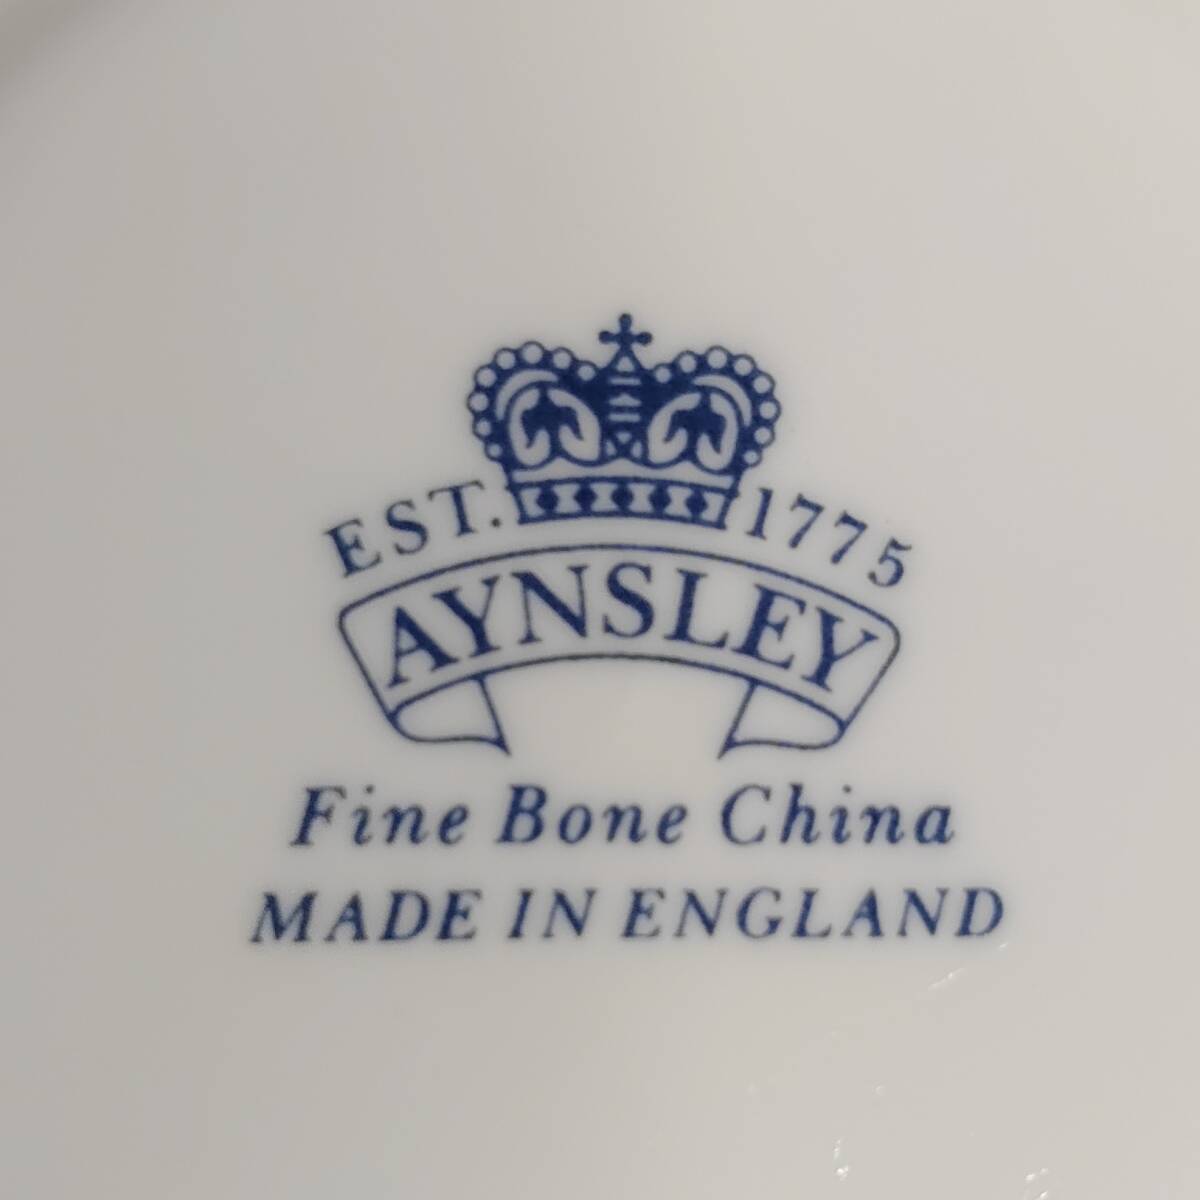 EST. 1775
AYNSLEY
Fine Bone China
MADE IN ENGLAND